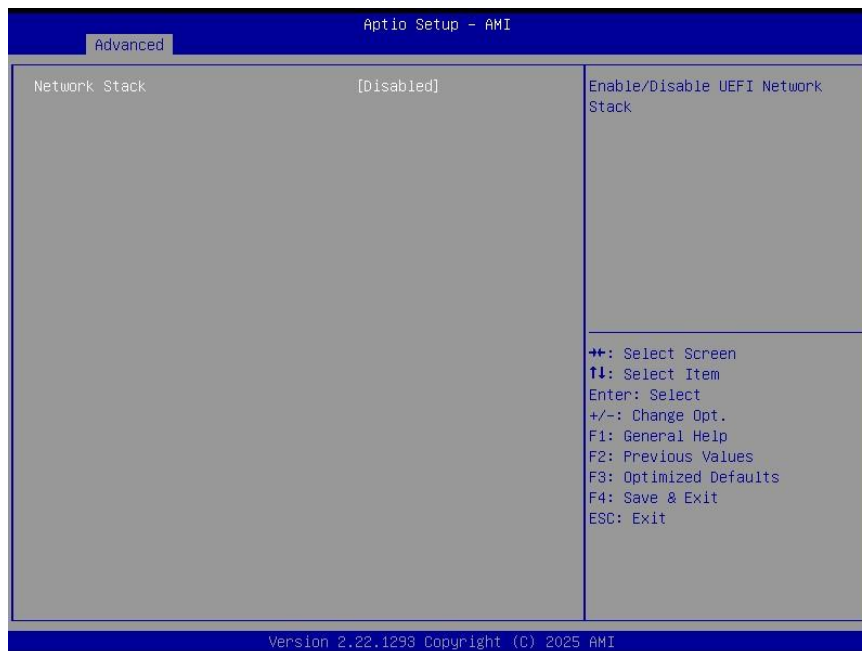 Aptio Setup - AMI
Advanced
Network Stack [Disabled]
Enable/Disable UEFI Network
Stack
→←: Select Screen
↑↓: Select Item
Enter: Select
+/-: Change Opt.
F1: General Help
F2: Previous Values
F3: Optimized Defaults
F4: Save & Exit
ESC: Exit
Version 2.22.1293 Copyright (C) 2025 AMI